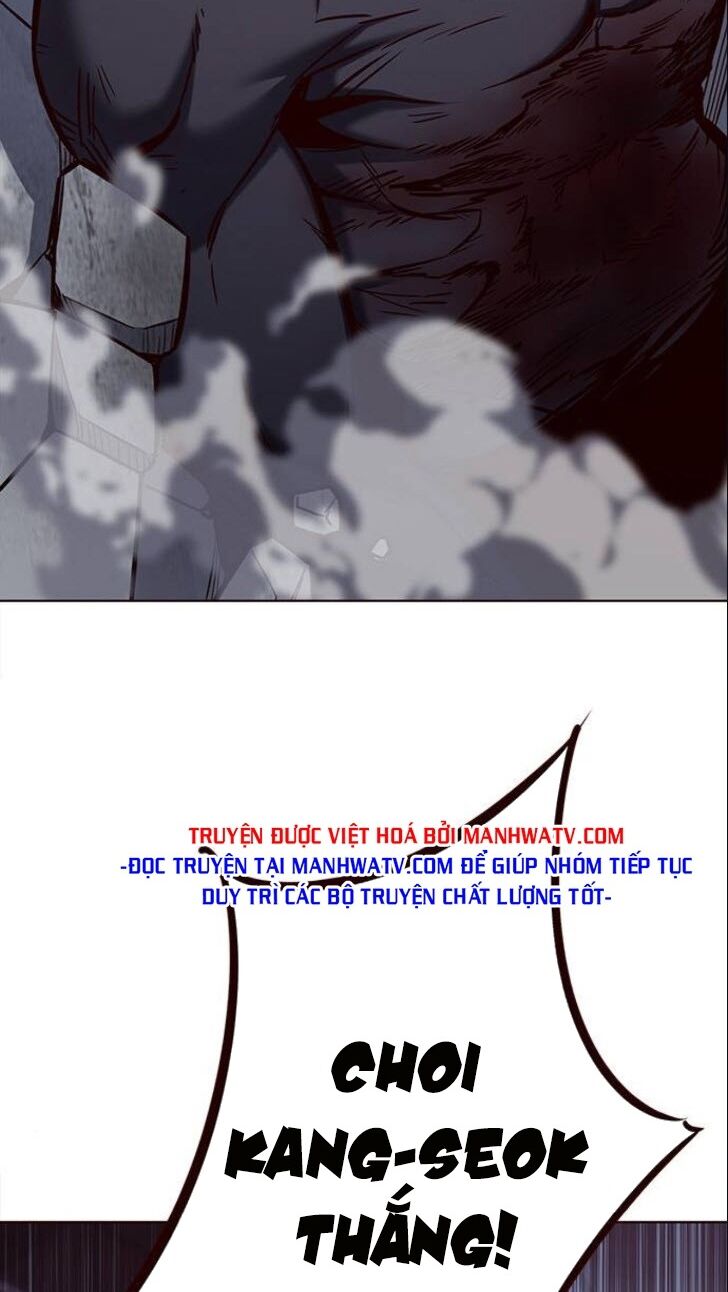 TRUYỆN ĐƯỢC VIỆT HOÁ BỞI MANHWATV.COM
-ĐỌC TRUYỆN TẠI MANHWATV.COM ĐỂ GIÚP NHÓM TIẾP TỤC
DUY TRÌ CÁC BỘ TRUYỆN CHẤT LƯỢNG TỐT-
CHOI
KANG-SEOK
THẮNG!